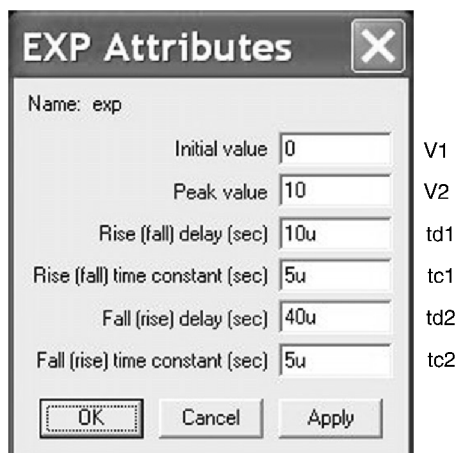 EXP Attributes
Name: exp
Initial value 0 V1
Peak value 10 V2
Rise (fall) delay (sec) 10u td1
Rise (fall) time constant (sec) 5u tc1
Fall (rise) delay (sec) 40u td2
Fall (rise) time constant (sec) 5u tc2
OK Cancel Apply